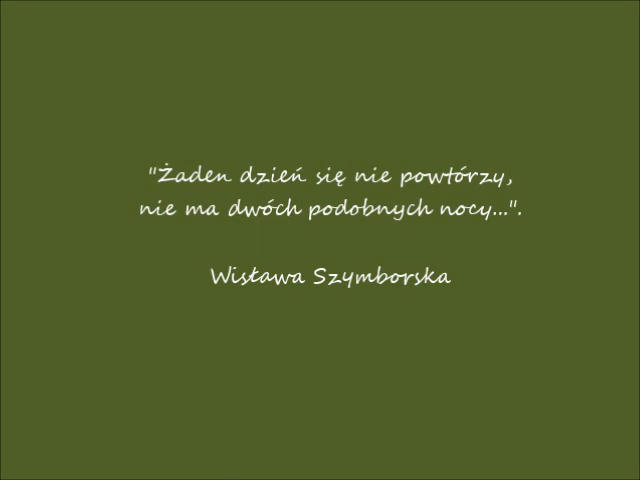 "Żaden dzień się nie powtórzy,
nie ma dwóch podobnych nocy...".
Wisława Szymborska